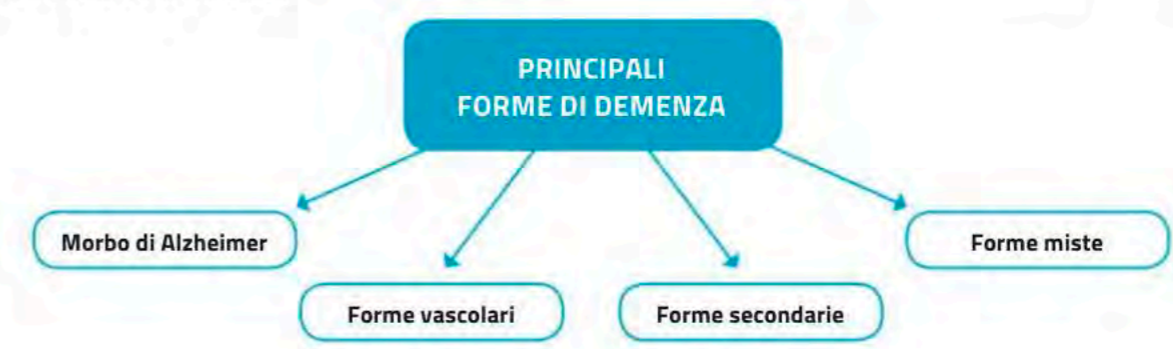 PRINCIPALI
FORME DI DEMENZA
Morbo di Alzheimer
Forme vascolari
Forme secondarie
Forme miste